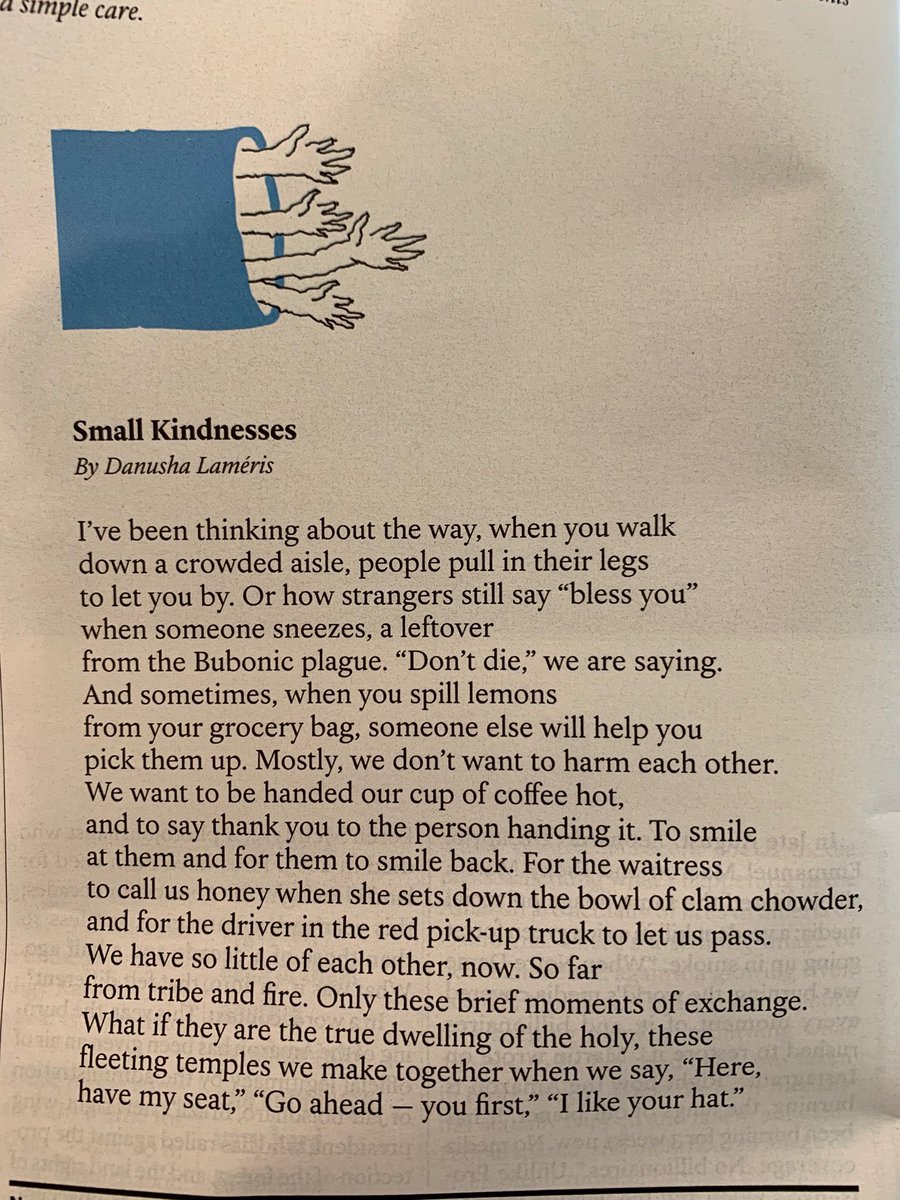 a simple care.
Small Kindnesses
By Danusha Laméris
I’ve been thinking about the way, when you walk
down a crowded aisle, people pull in their legs
to let you by. Or how strangers still say “bless you”
when someone sneezes, a leftover
from the Bubonic plague. “Don’t die,” we are saying.
And sometimes, when you spill lemons
from your grocery bag, someone else will help you
pick them up. Mostly, we don’t want to harm each other.
We want to be handed our cup of coffee hot,
and to say thank you to the person handing it. To smile
at them and for them to smile back. For the waitress
to call us honey when she sets down the bowl of clam chowder,
and for the driver in the red pick-up truck to let us pass.
We have so little of each other, now. So far
from tribe and fire. Only these brief moments of exchange.
What if they are the true dwelling of the holy, these
fleeting temples we make together when we say, “Here,
have my seat,” “Go ahead — you first,” “I like your hat.”